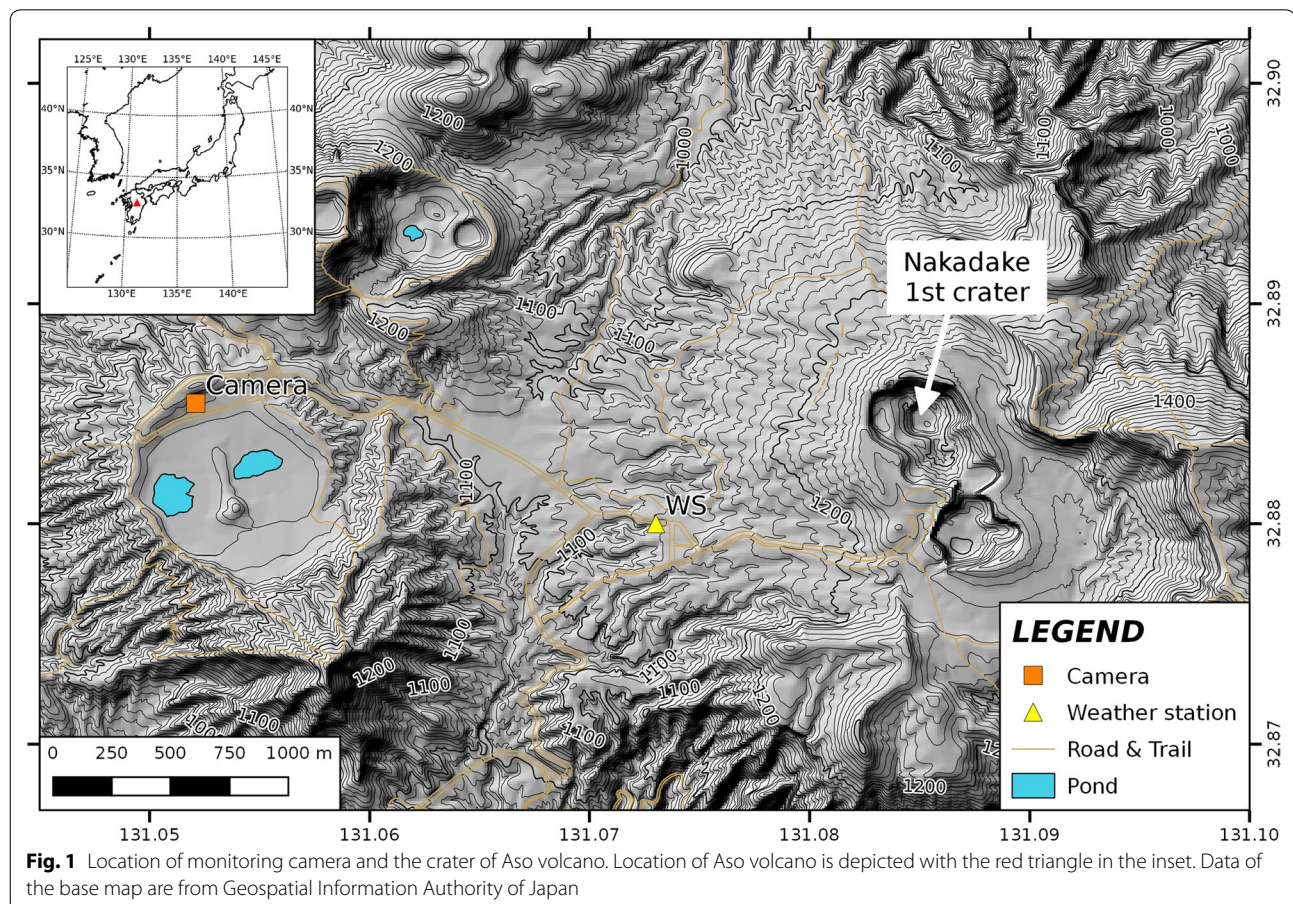 125°E 130°E 135°E 140°E 145°E
40°N 40°N
35°N 35°N
30°N 30°N
130°E 135°E 140°E
1200
1200
1000
1100
1100
1000
1000
32.90
Nakadake
1st crater
1100
1200
1100
32.89
Camera
1400
1100
WS
1200
1100
32.88
1100
1200
1100
1100
1100
1200
1100
1100
1200
32.87
LEGEND
Camera
Weather station
Road & Trail
Pond
0 250 500 750 1000 m
131.05 131.06 131.07 131.08 131.09 131.10
Fig. 1 Location of monitoring camera and the crater of Aso volcano. Location of Aso volcano is depicted with the red triangle in the inset. Data of
the base map are from Geospatial Information Authority of Japan